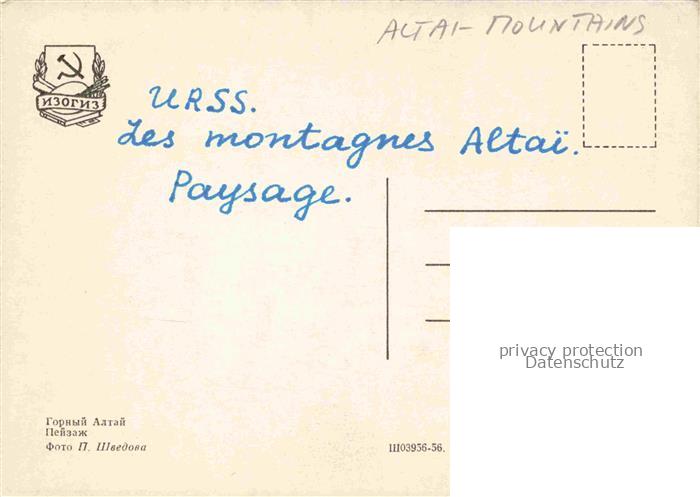 ALTAI-MOUNTAINS
ИЗОГИЗ
URSS.
Les montagnes Altaï.
Paysage.
privacy protection
Datenschutz
Горный Алтай
Пейзаж
Фото П. Шведова
Ш03956-56.